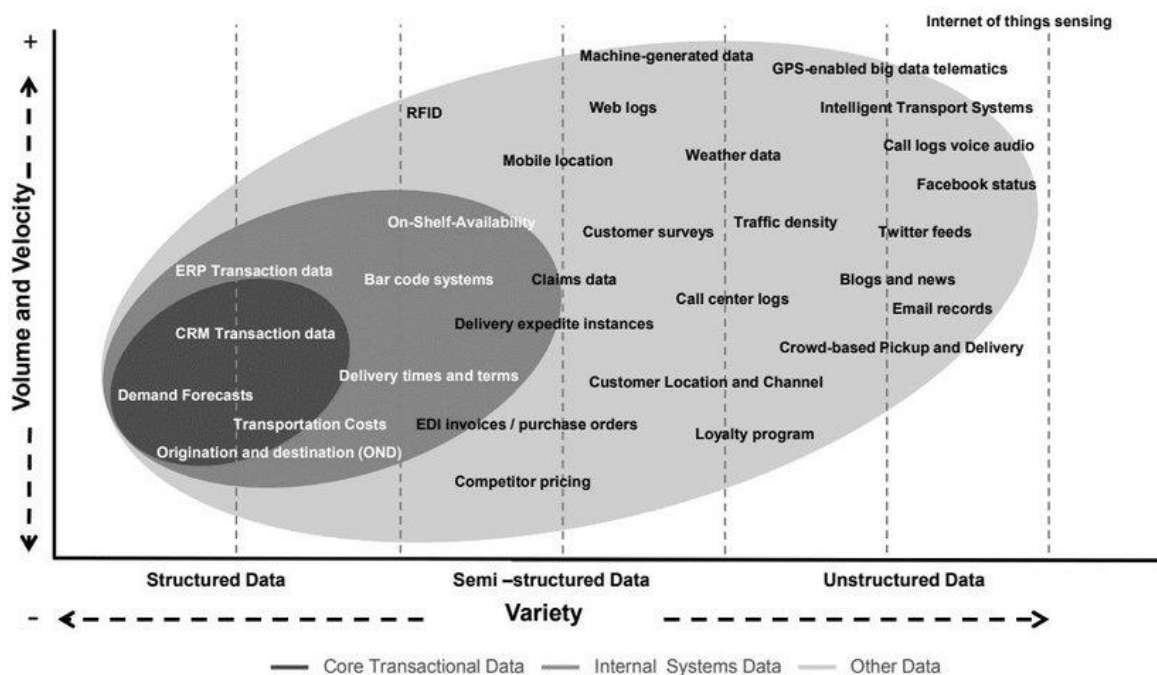 Internet of things sensing
+
Machine-generated data
GPS-enabled big data telematics
RFID
Web logs
Intelligent Transport Systems
Call logs voice audio
Mobile location
Weather data
Facebook status
On-Shelf-Availability
Customer surveys
Traffic density
Twitter feeds
ERP Transaction data
Bar code systems
Claims data
Blogs and news
Call center logs
Email records
CRM Transaction data
Delivery expedite instances
Crowd-based Pickup and Delivery
Delivery times and terms
Customer Location and Channel
Demand Forecasts
Transportation Costs
EDI invoices / purchase orders
Loyalty program
Origination and destination (OND)
Competitor pricing
Volume and Velocity
Structured Data
Semi –structured Data
Unstructured Data
-
Variety
Core Transactional Data
Internal Systems Data
Other Data